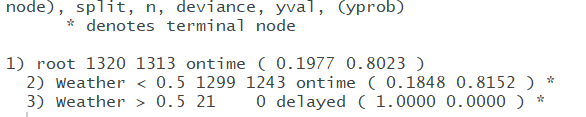 node), split, n, deviance, yval, (yprob)
* denotes terminal node
1) root 1320 1313 ontime ( 0.1977 0.8023 )
2) Weather < 0.5 1299 1243 ontime ( 0.1848 0.8152 ) *
3) Weather > 0.5 21 0 delayed ( 1.0000 0.0000 ) *